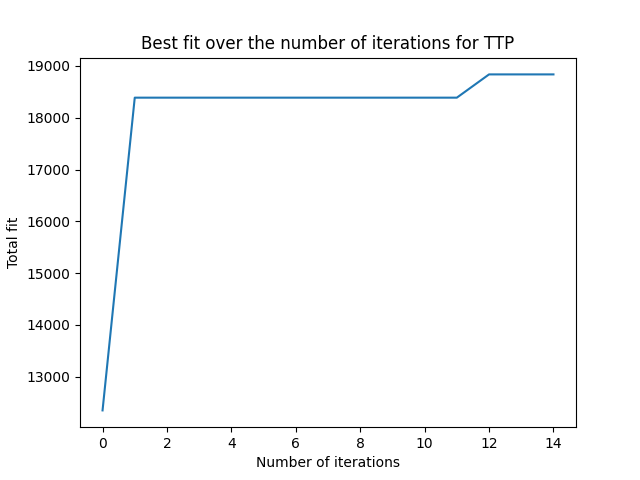 Best fit over the number of iterations for TTP
19000
18000
17000
16000
15000
14000
13000
Total fit
0 2 4 6 8 10 12 14
Number of iterations